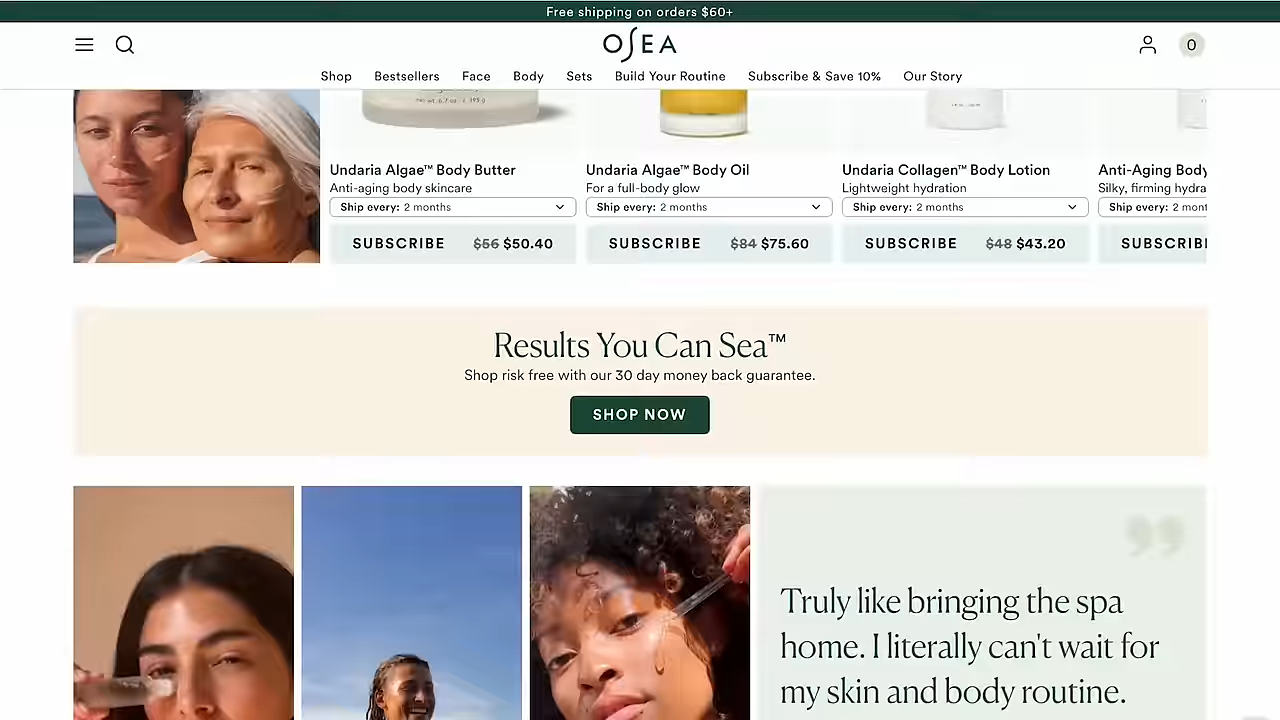 Free shipping on orders $60+
OSEA
0
Shop Bestsellers Face Body Sets Build Your Routine Subscribe & Save 10% Our Story
Undaria Algae™ Body Butter
Anti-aging body skincare
Ship every: 2 months
SUBSCRIBE $56 $50.40
Undaria Algae™ Body Oil
For a full-body glow
Ship every: 2 months
SUBSCRIBE $84 $75.60
Undaria Collagen™ Body Lotion
Lightweight hydration
Ship every: 2 months
SUBSCRIBE $48 $43.20
Anti-Aging Body
Silky, firming hydra
Ship every: 2 mont
SUBSCRIB
Results You Can Sea™
Shop risk free with our 30 day money back guarantee.
SHOP NOW
”
Truly like bringing the spa
home. I literally can't wait for
my skin and body routine.